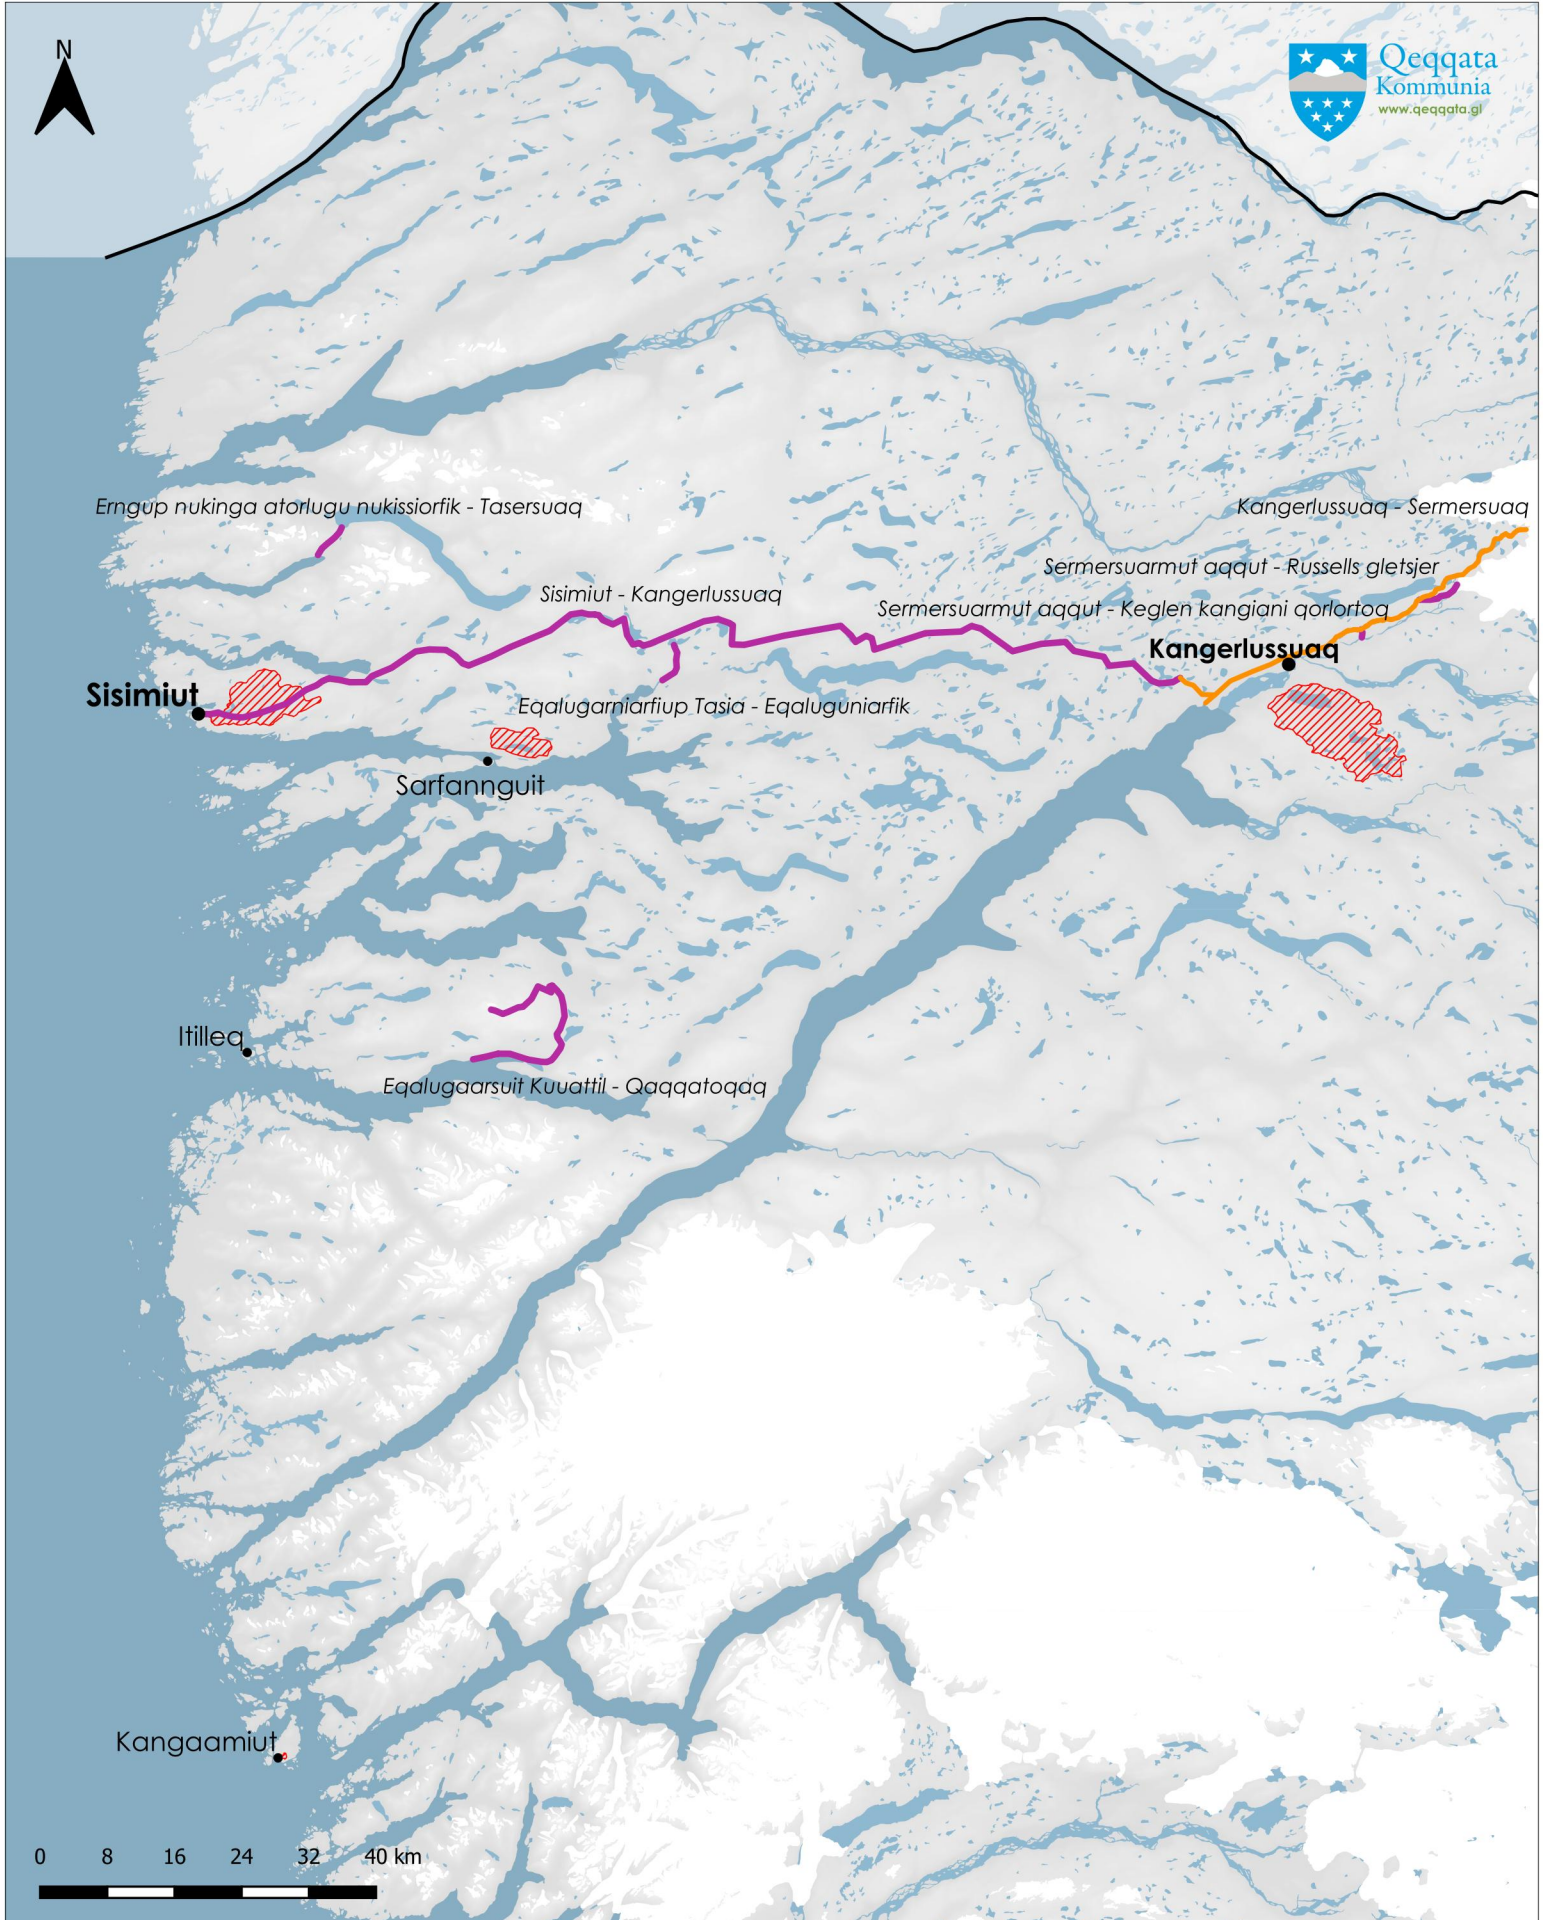 N
Qeqqata
Kommunia
www.qeqqata.gl
Erngup nukinga atorlugu nukissiorfik - Tasersuaq
Kangerlussuaq - Sermersuaq
Sermersuarmut aqqut - Russells gletsjer
Sisimiut - Kangerlussuaq
Sermersuarmut aqqut - Keglen kangiani qorlortoq
Kangerlussuaq
Sisimiut
Eqalugarniarfiup Tasia - Eqaluguniarfik
Sarfannguit
Itilleq
Eqalugaarsuit Kuuattil - Qaqqatoqaq
Kangaamiut
0 8 16 24 32 40 km